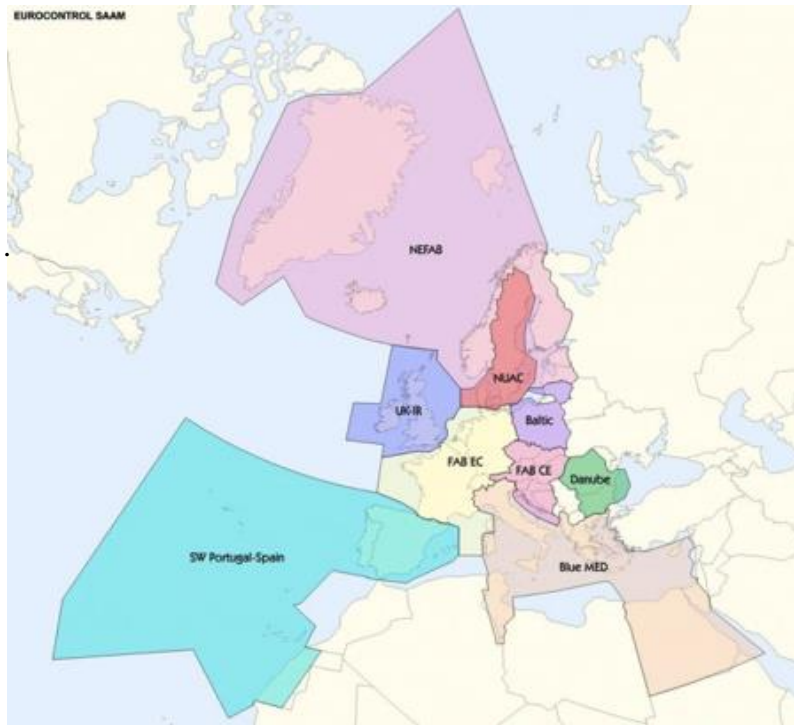 EUROCONTROL SAAM
NEFAB
NUAC
UK-IR
Baltic
FAB EC
FAB CE
Danube
SW Portugal-Spain
Blue MED